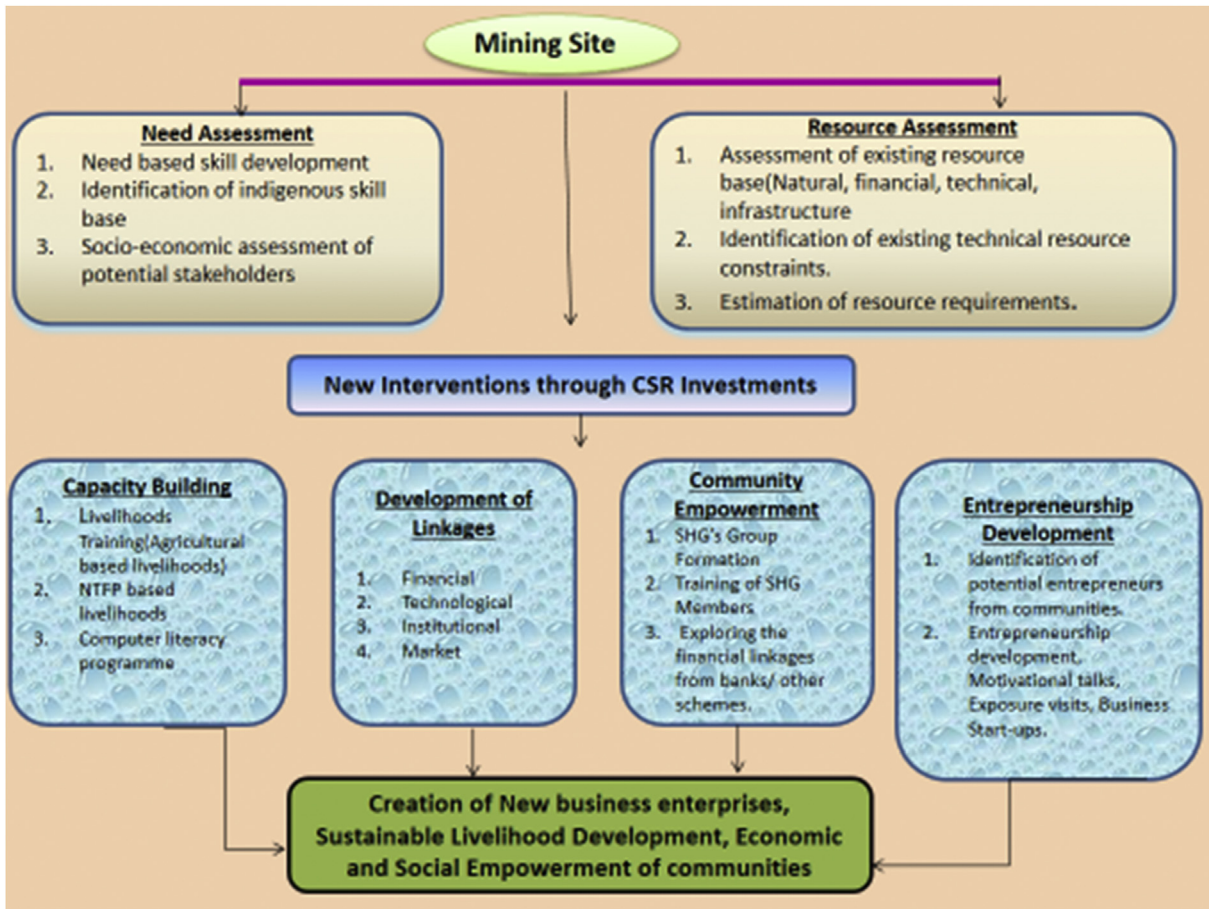 Mining Site
Need Assessment
1. Need based skill development
2. Identification of indigenous skill
base
3. Socio-economic assessment of
potential stakeholders
Resource Assessment
1. Assessment of existing resource
base(Natural, financial, technical,
infrastructure
2. Identification of existing technical resource
constraints.
3. Estimation of resource requirements.
New Interventions through CSR Investments
Capacity Building
1. Livelihoods
Training(Agricultural
based livelihoods)
2. NTFP based
livelihoods
3. Computer literacy
programme
Development of
Linkages
1. Financial
2. Technological
3. Institutional
4. Market
Community
Empowerment
1. SHG's Group
Formation
2. Training of SHG
Members
3. Exploring the
financial linkages
from banks/ other
schemes.
Entrepreneurship
Development
1. Identification of
potential entrepreneurs
from communities.
2. Entrepreneurship
development,
Motivational talks,
Exposure visits, Business
Start-ups.
Creation of New business enterprises,
Sustainable Livelihood Development, Economic
and Social Empowerment of communities